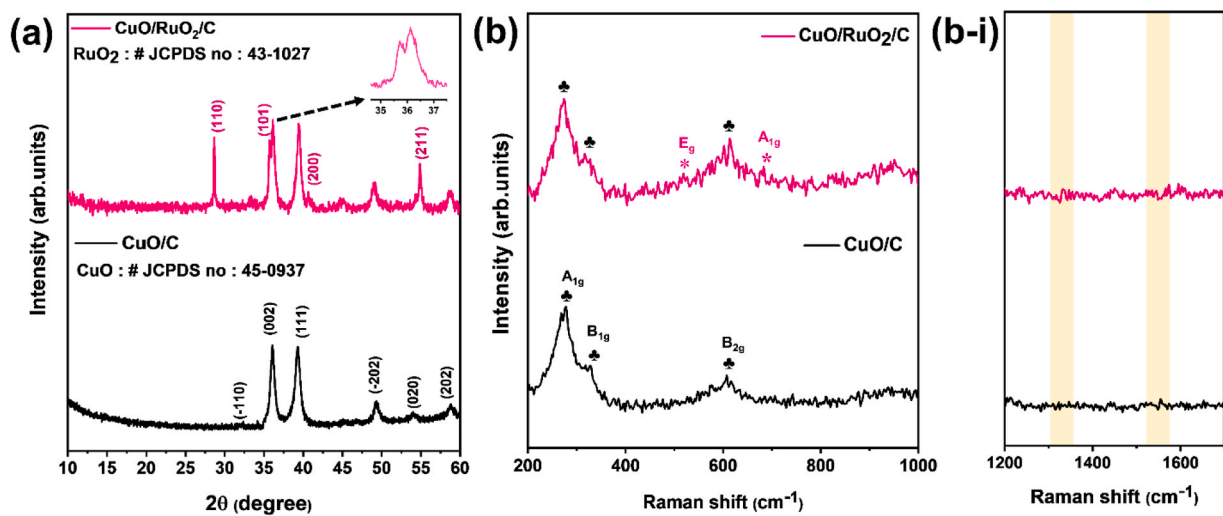 (a)
CuO/RuO₂/C
RuO₂ : # JCPDS no : 43-1027
35 36 37
(110)
(101)
(200)
(211)
CuO/C
CuO : # JCPDS no : 45-0937
(-110)
(002)
(111)
(-202)
(020)
(202)
Intensity (arb.units)
10 15 20 25 30 35 40 45 50 55 60
2θ (degree)
(b)
CuO/RuO₂/C
♣
♣
E₉
*
♣
A₁g
*
CuO/C
A₁g
♣
B₁g
♣
B₂g
♣
Intensity (arb.units)
200 400 600 800 1000
Raman shift (cm⁻¹)
(b-i)
1200 1400 1600
Raman shift (cm⁻¹)